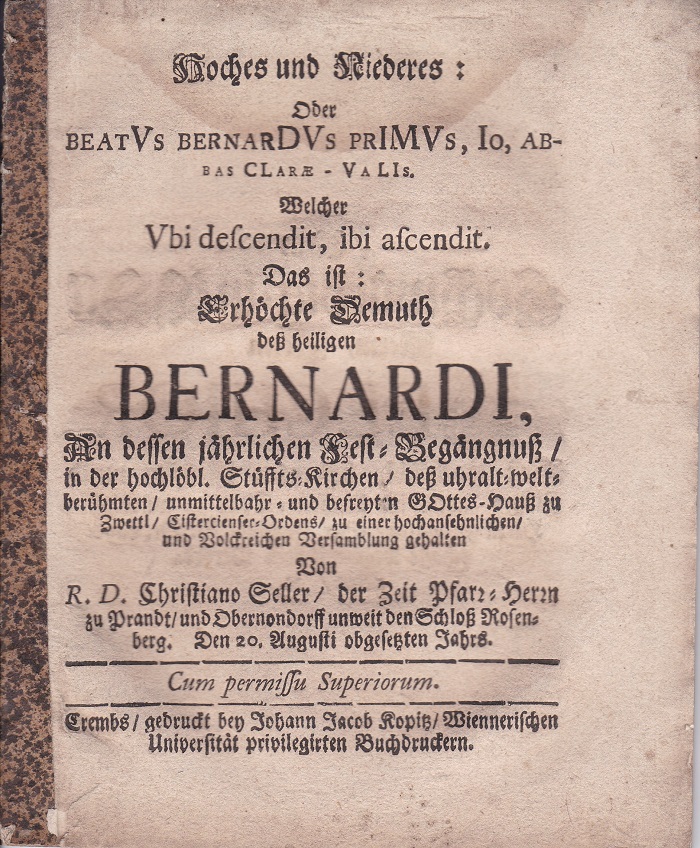 Hoches und Niederes :
Oder
BEATVs BERNARDVs PRIMVs, Io, AB-
BAS CLARÆ - VALIs.
Welcher
Vbi deſcendit, ibi aſcendit.
Das iſt :
Erhöchte Demuth
deß heiligen
BERNARDI,
An deſſen jährlichen Feſt-Begängnuß /
in der hochlöbl. Stüffts-Kirchen / deß uhralt-welt-
berühmten / unmittelbahr- und befreyten GOttes-Hauß zu
Zwettl / Ciſtercienſer-Ordens / zu einer hochanſehnlichen /
und Volckreichen Verſamblung gehalten
Von
R. D. Chriſtiano Seller / der Zeit Pfarr-Herrn
zu Prandt / und Obernondorff unweit den Schloß Roſen-
berg. Den 20. Auguſti obgeſetzten Jahrs.
Cum permiſſu Superiorum.
Crembs / gedruckt bey Johann Jacob Kopitz / Wienneriſchen
Univerſität privilegirten Buchdruckern.